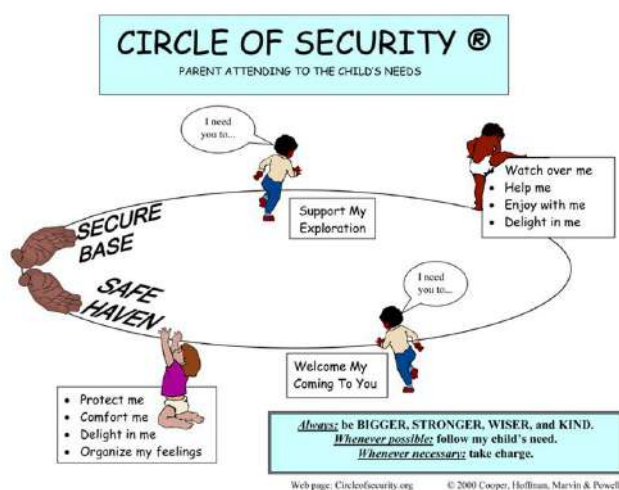 CIRCLE OF SECURITY ®
PARENT ATTENDING TO THE CHILD'S NEEDS
I need
you to...
Support My
Exploration
• Watch over me
• Help me
• Enjoy with me
• Delight in me
SECURE
BASE
SAFE
HAVEN
I need
you to...
Welcome My
Coming To You
• Protect me
• Comfort me
• Delight in me
• Organize my feelings
Always: be BIGGER, STRONGER, WISER, and KIND.
Whenever possible: follow my child's need.
Whenever necessary: take charge.
Web page: Circleofsecurity.org © 2000 Cooper, Hoffman, Marvin & Powell